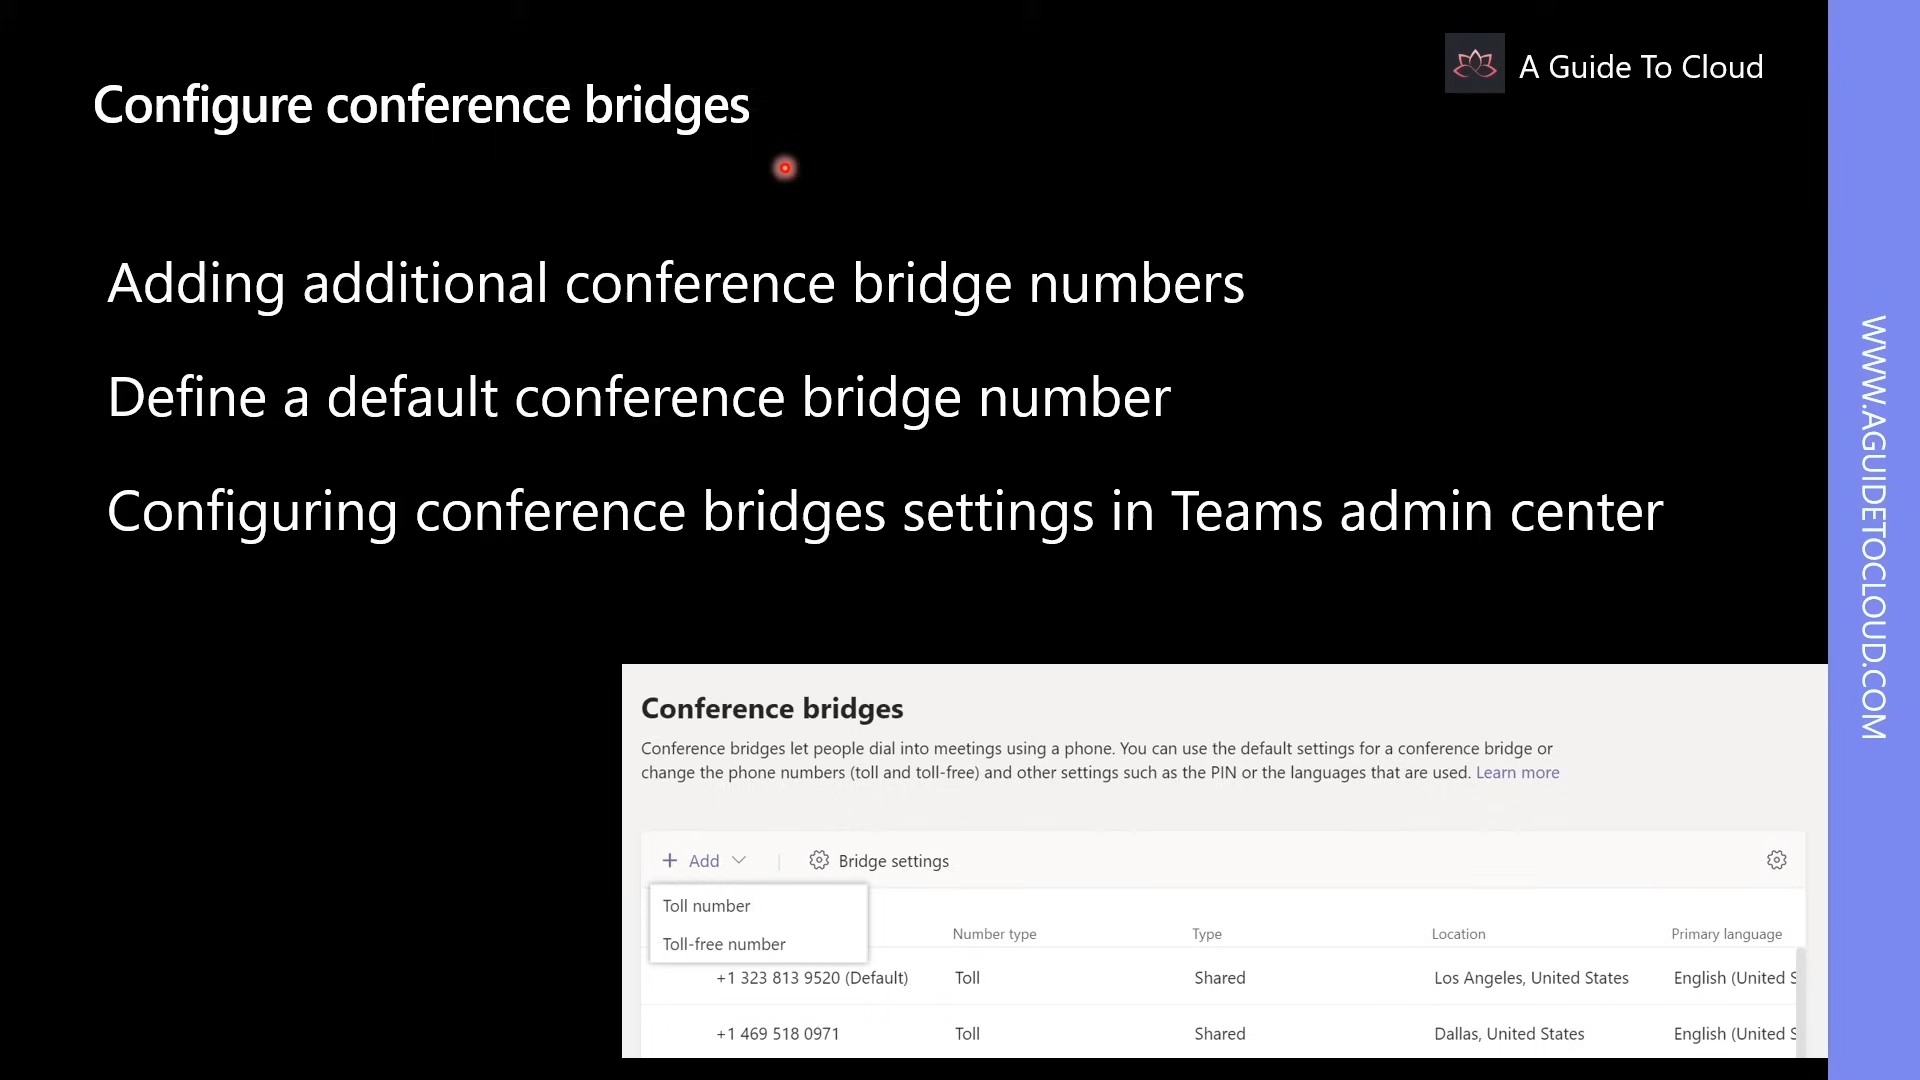 A Guide To Cloud
Configure conference bridges
Adding additional conference bridge numbers
Define a default conference bridge number
Configuring conference bridges settings in Teams admin center
WWW.AGUIDETOCLOUD.COM
Conference bridges
Conference bridges let people dial into meetings using a phone. You can use the default settings for a conference bridge or
change the phone numbers (toll and toll-free) and other settings such as the PIN or the languages that are used. Learn more
+ Add | Bridge settings
Toll number
Toll-free number
Number type Type Location Primary language
+1 323 813 9520 (Default) Toll Shared Los Angeles, United States English (United S
+1 469 518 0971 Toll Shared Dallas, United States English (United S